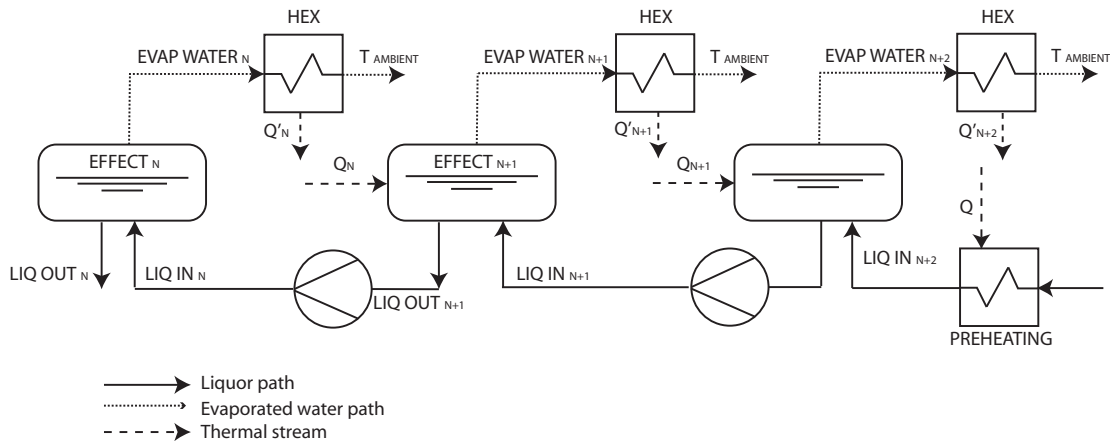 HEX
HEX
HEX
EVAP WATER N
T AMBIENT
EVAP WATER N+1
T AMBIENT
EVAP WATER N+2
T AMBIENT
Q'N
Q'N+1
Q'N+2
EFFECT N
QN
EFFECT N+1
QN+1
Q
LIQ OUT N
LIQ IN N
LIQ OUT N+1
LIQ IN N+1
LIQ IN N+2
PREHEATING
Liquor path
Evaporated water path
Thermal stream